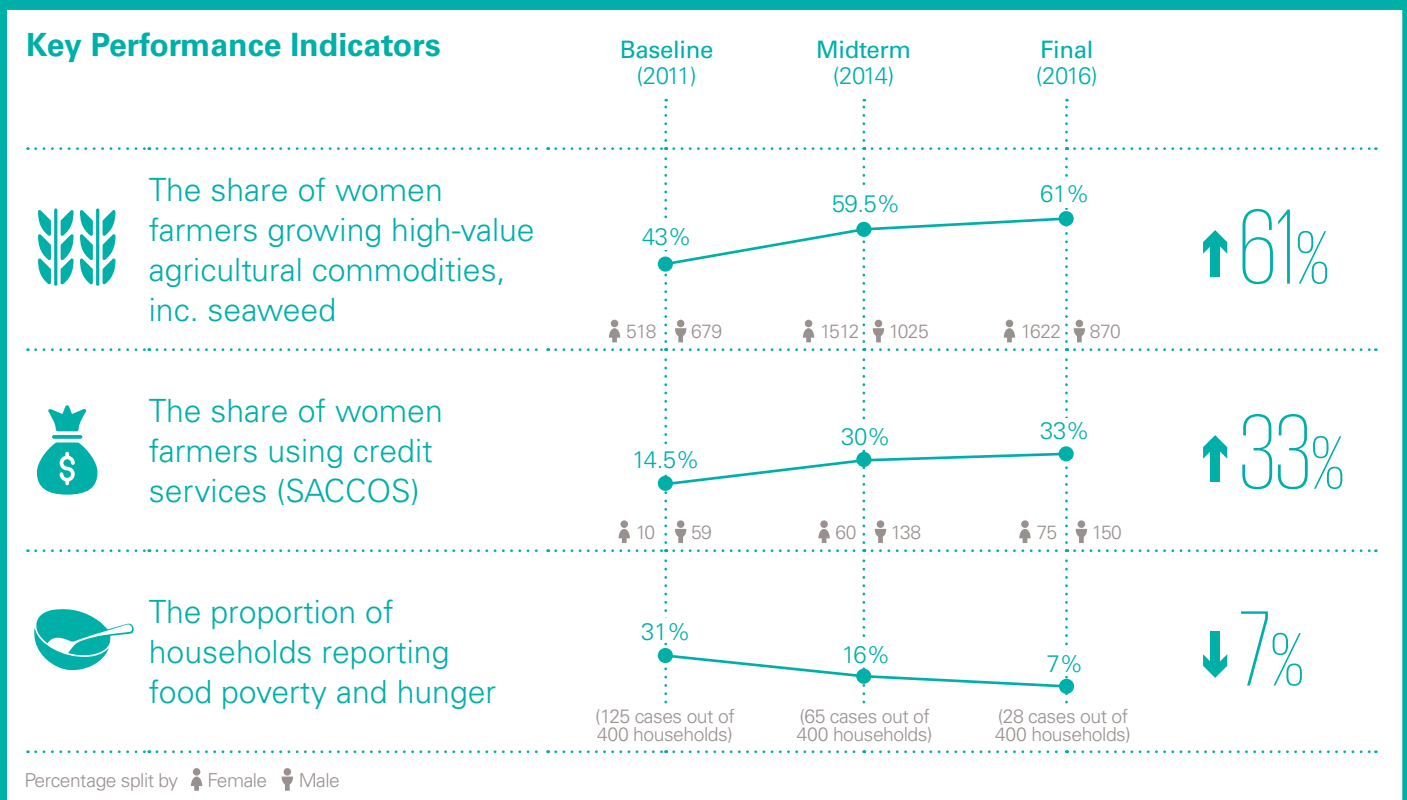 Key Performance Indicators
Baseline
(2011)
Midterm
(2014)
Final
(2016)
The share of women
farmers growing high-value
agricultural commodities,
inc. seaweed
43%
59.5%
61%
518 679
1512 1025
1622 870
61%
The share of women
farmers using credit
services (SACCOS)
14.5%
30%
33%
10 59
60 138
75 150
33%
$
The proportion of
households reporting
food poverty and hunger
31%
16%
7%
(125 cases out of
400 households)
(65 cases out of
400 households)
(28 cases out of
400 households)
7%
Percentage split by Female Male